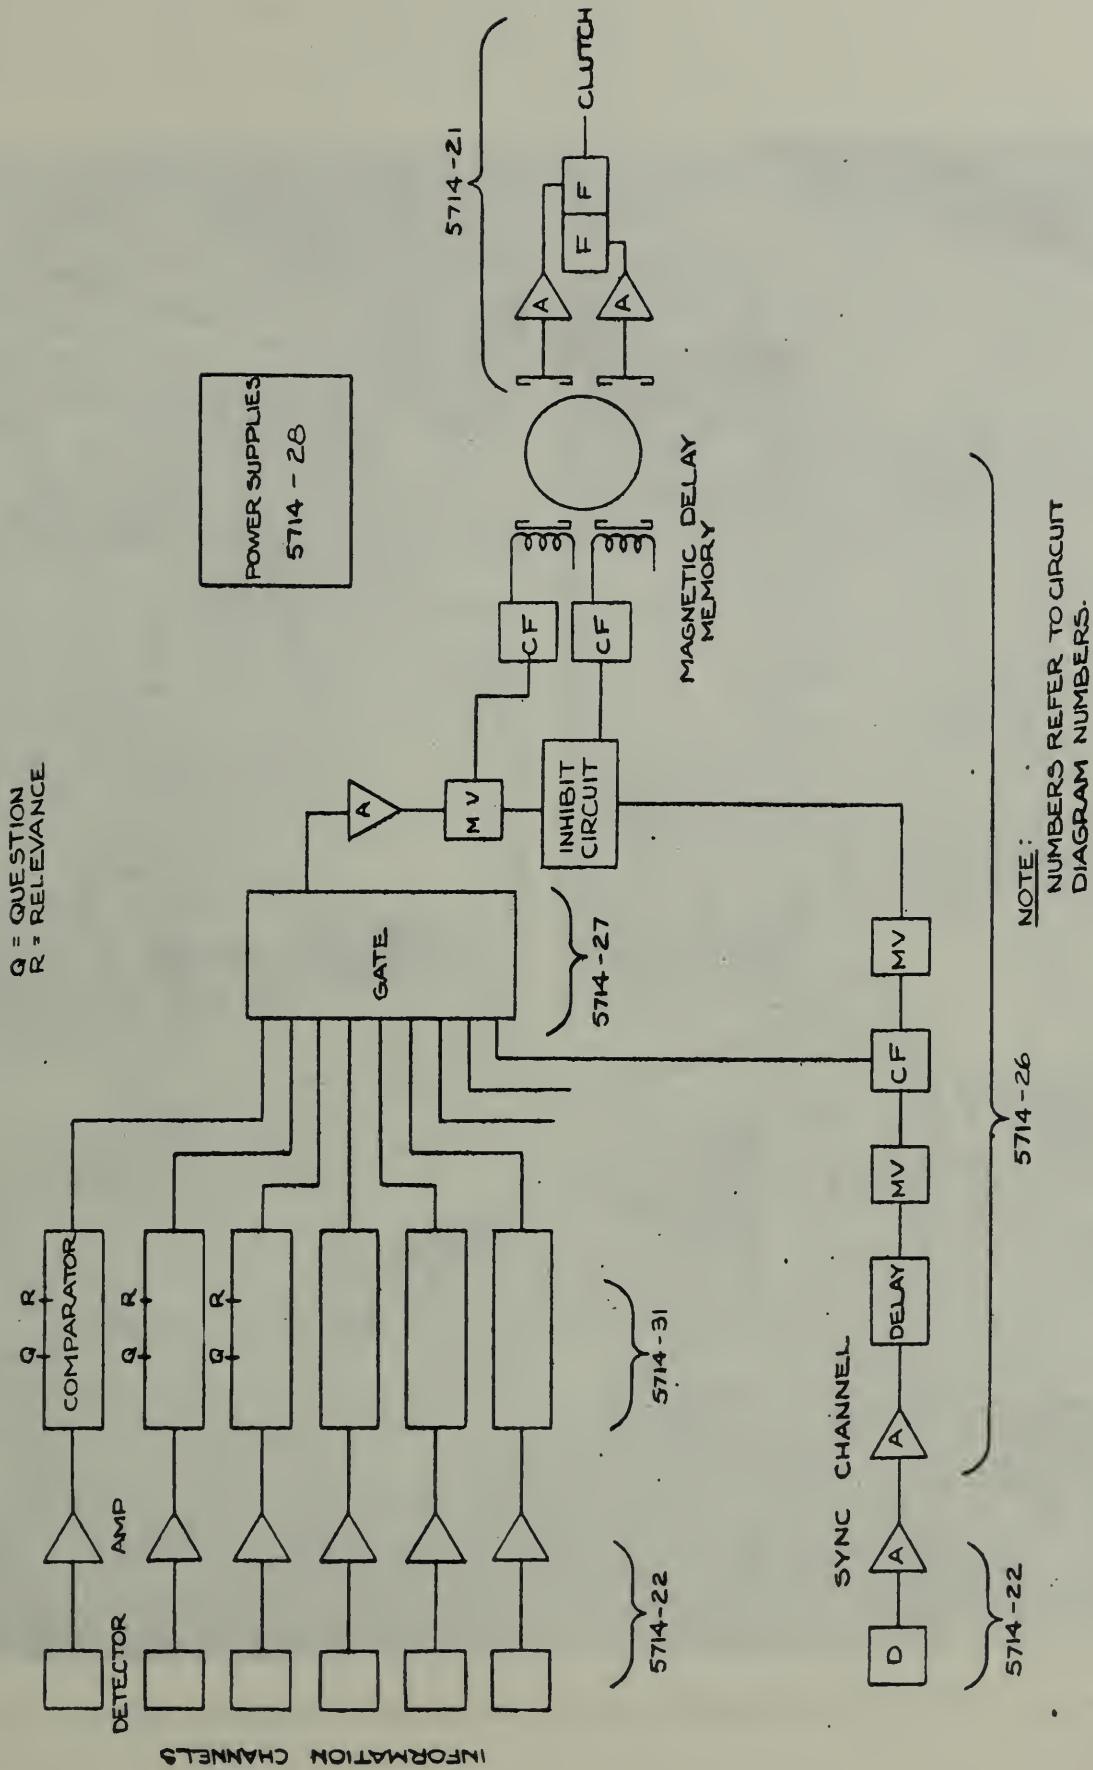 Q = QUESTION
R = RELEVANCE
INFORMATION CHANNELS
DETECTOR
AMP
Q
R
COMPARATOR
Q
R
Q
R
5714-22
5714-31
GATE
5714-27
A
MV
INHIBIT
CIRCUIT
CF
CF
MAGNETIC DELAY
MEMORY
POWER SUPPLIES
5714-28
5714-21
A
A
F
F
CLUTCH
SYNC CHANNEL
D
A
A
DELAY
MV
CF
MV
5714-22
5714-26
NOTE:
NUMBERS REFER TO CIRCUIT
DIAGRAM NUMBERS.